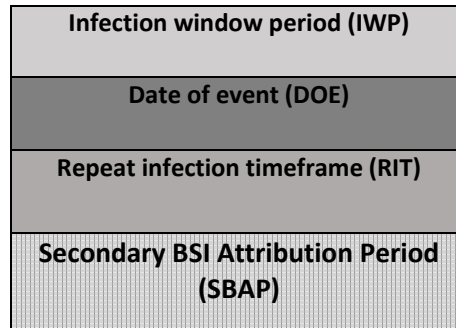 Infection window period (IWP)
Date of event (DOE)
Repeat infection timeframe (RIT)
Secondary BSI Attribution Period
(SBAP)